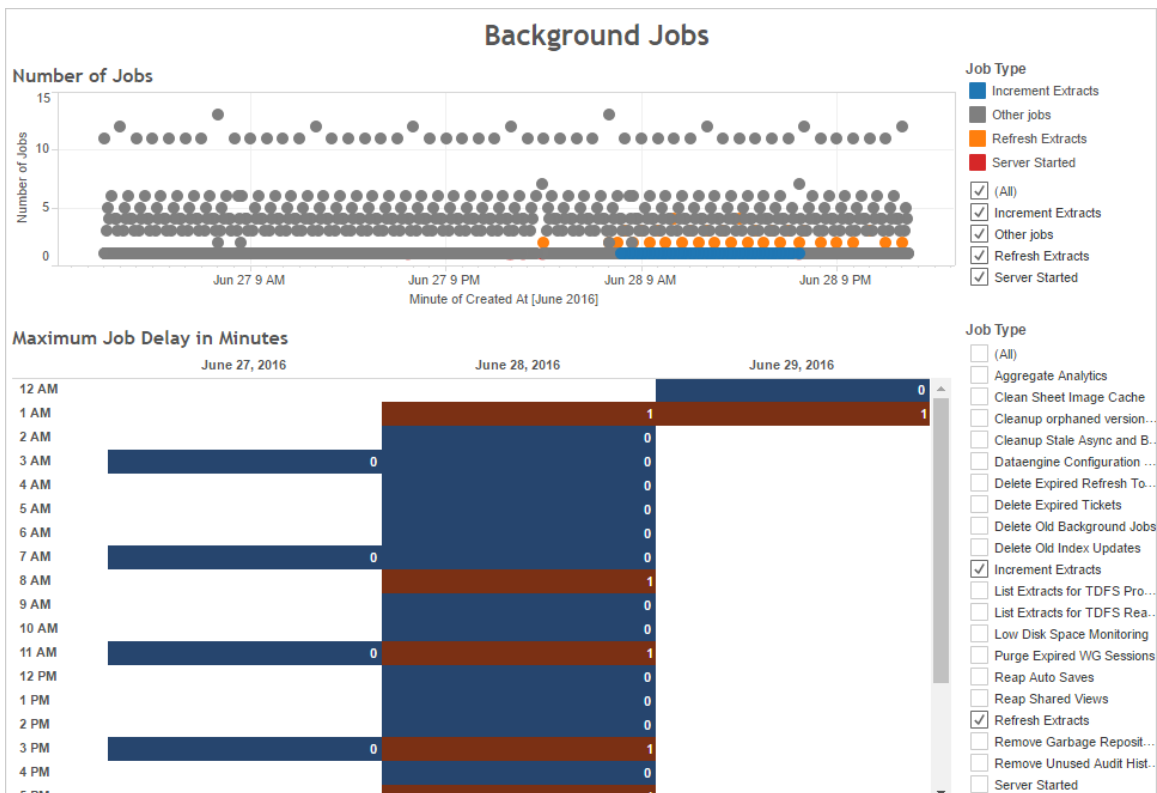 Background Jobs
Number of Jobs
15
10
5
0
Number of Jobs
Jun 27 9 AM Jun 27 9 PM Jun 28 9 AM Jun 28 9 PM
Minute of Created At [June 2016]
Job Type
Increment Extracts
Other jobs
Refresh Extracts
Server Started
(All)
Increment Extracts
Other jobs
Refresh Extracts
Server Started
Maximum Job Delay in Minutes
June 27, 2016 June 28, 2016 June 29, 2016
12 AM 0
1 AM 1 1
2 AM 0
3 AM 0 0
4 AM 0
5 AM 0
6 AM 0
7 AM 0 0
8 AM 1
9 AM 0
10 AM 0
11 AM 0 1
12 PM 0
1 PM 0
2 PM 0
3 PM 0 1
4 PM 0
Job Type
(All)
Aggregate Analytics
Clean Sheet Image Cache
Cleanup orphaned version...
Cleanup Stale Async and B...
Dataengine Configuration ...
Delete Expired Refresh To...
Delete Expired Tickets
Delete Old Background Jobs
Delete Old Index Updates
Increment Extracts
List Extracts for TDFS Pro...
List Extracts for TDFS Rea...
Low Disk Space Monitoring
Purge Expired WG Sessions
Reap Auto Saves
Reap Shared Views
Refresh Extracts
Remove Garbage Reposit...
Remove Unused Audit Hist...
Server Started